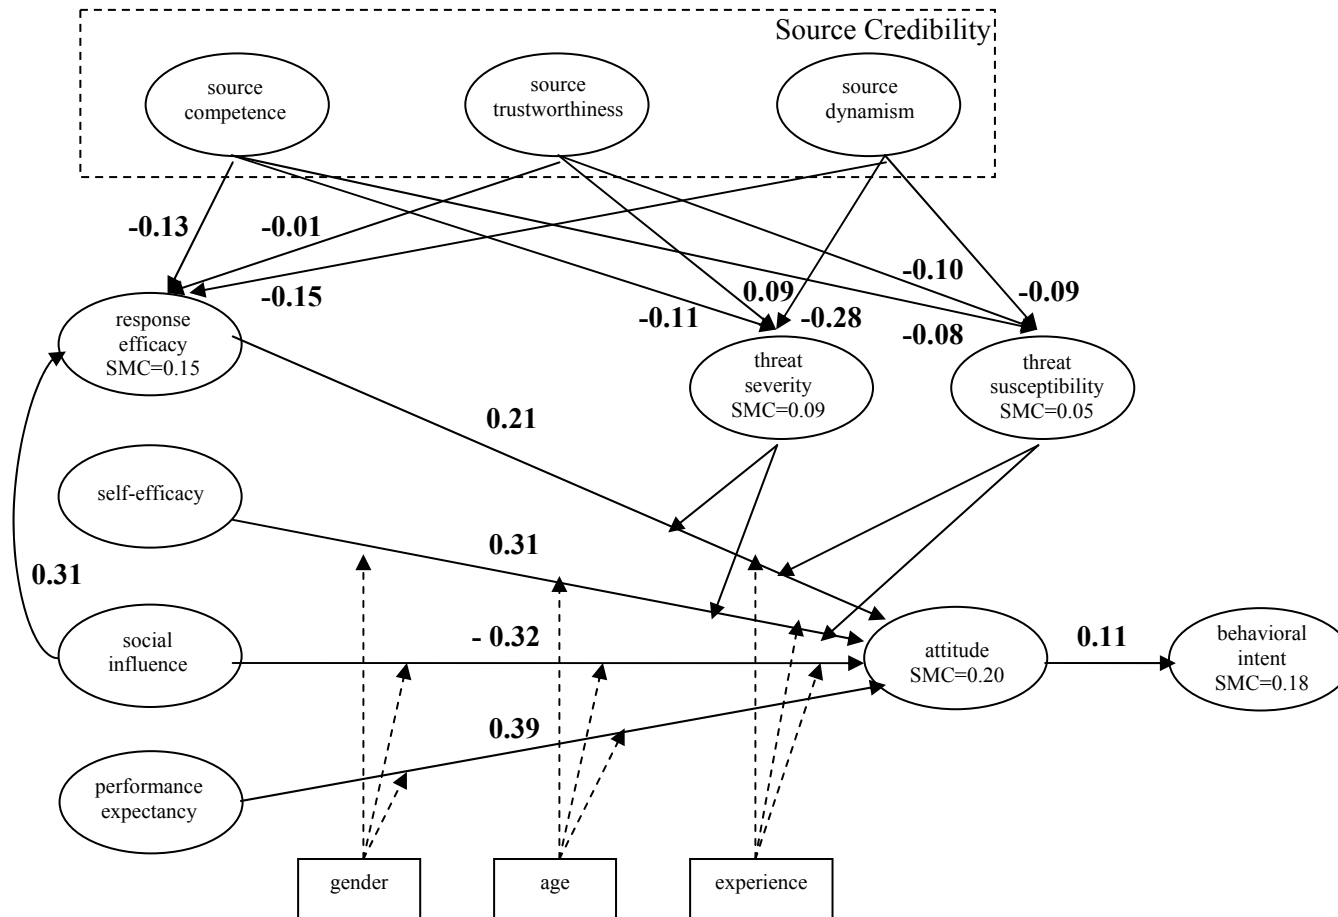 Source Credibility
source
competence
source
trustworthiness
source
dynamism
-0.13
-0.01
-0.15
-0.11
0.09
-0.28
-0.10
-0.09
-0.08
response
efficacy
SMC=0.15
threat
severity
SMC=0.09
threat
susceptibility
SMC=0.05
0.21
self-efficacy
0.31
0.31
social
influence
- 0.32
attitude
SMC=0.20
0.11
behavioral
intent
SMC=0.18
0.39
performance
expectancy
gender
age
experience